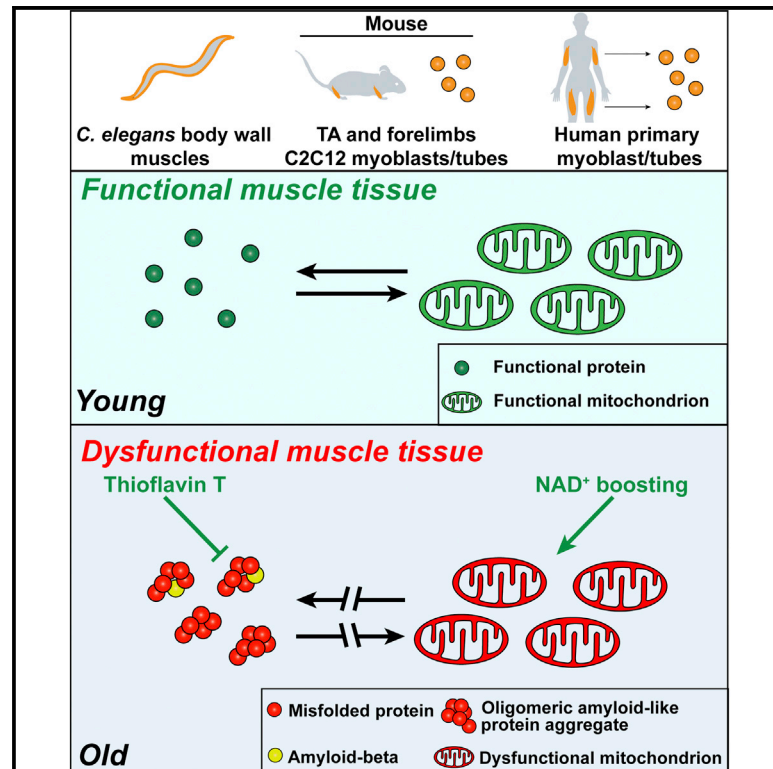 Mouse
C. elegans body wall
muscles
TA and forelimbs
C2C12 myoblasts/tubes
Human primary
myoblast/tubes
Functional muscle tissue
Functional protein
Functional mitochondrion
Young
Dysfunctional muscle tissue
Thioflavin T
NAD⁺ boosting
Misfolded protein
Oligomeric amyloid-like
protein aggregate
Amyloid-beta
Dysfunctional mitochondrion
Old